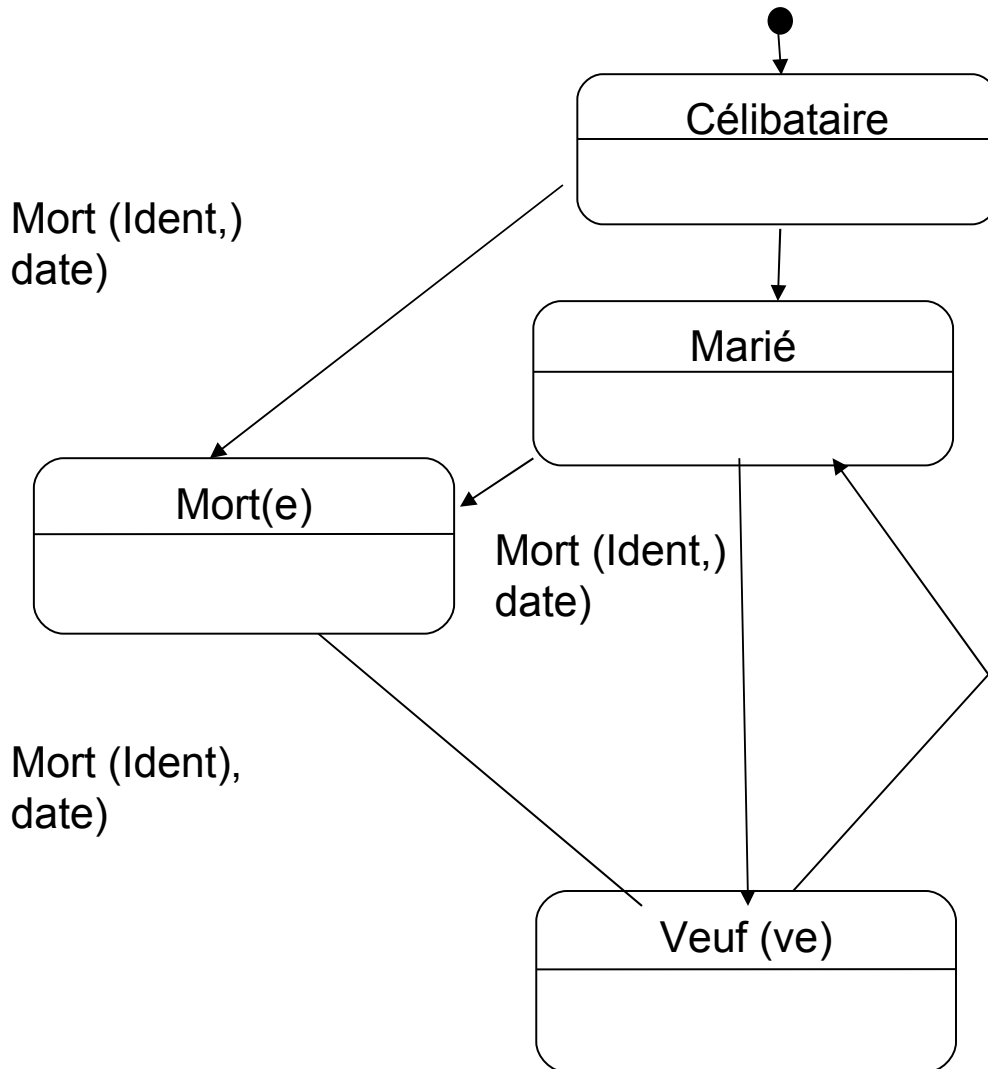 Célibataire
Mort (Ident,)
date)
Marié
Mort(e)
Mort (Ident,)
date)
Mort (Ident),
date)
Veuf (ve)